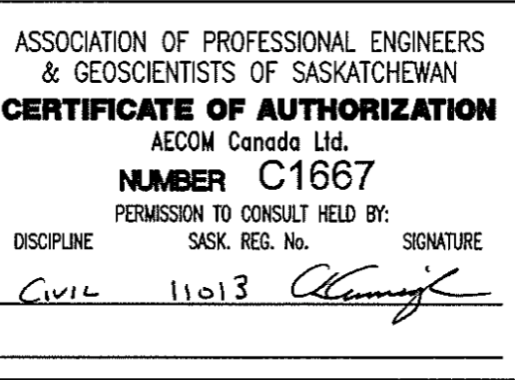 ASSOCIATION OF PROFESSIONAL ENGINEERS
& GEOSCIENTISTS OF SASKATCHEWAN
CERTIFICATE OF AUTHORIZATION
AECOM Canada Ltd.
NUMBER C1667
PERMISSION TO CONSULT HELD BY:
DISCIPLINE SASK. REG. No. SIGNATURE
CIVIL 11013